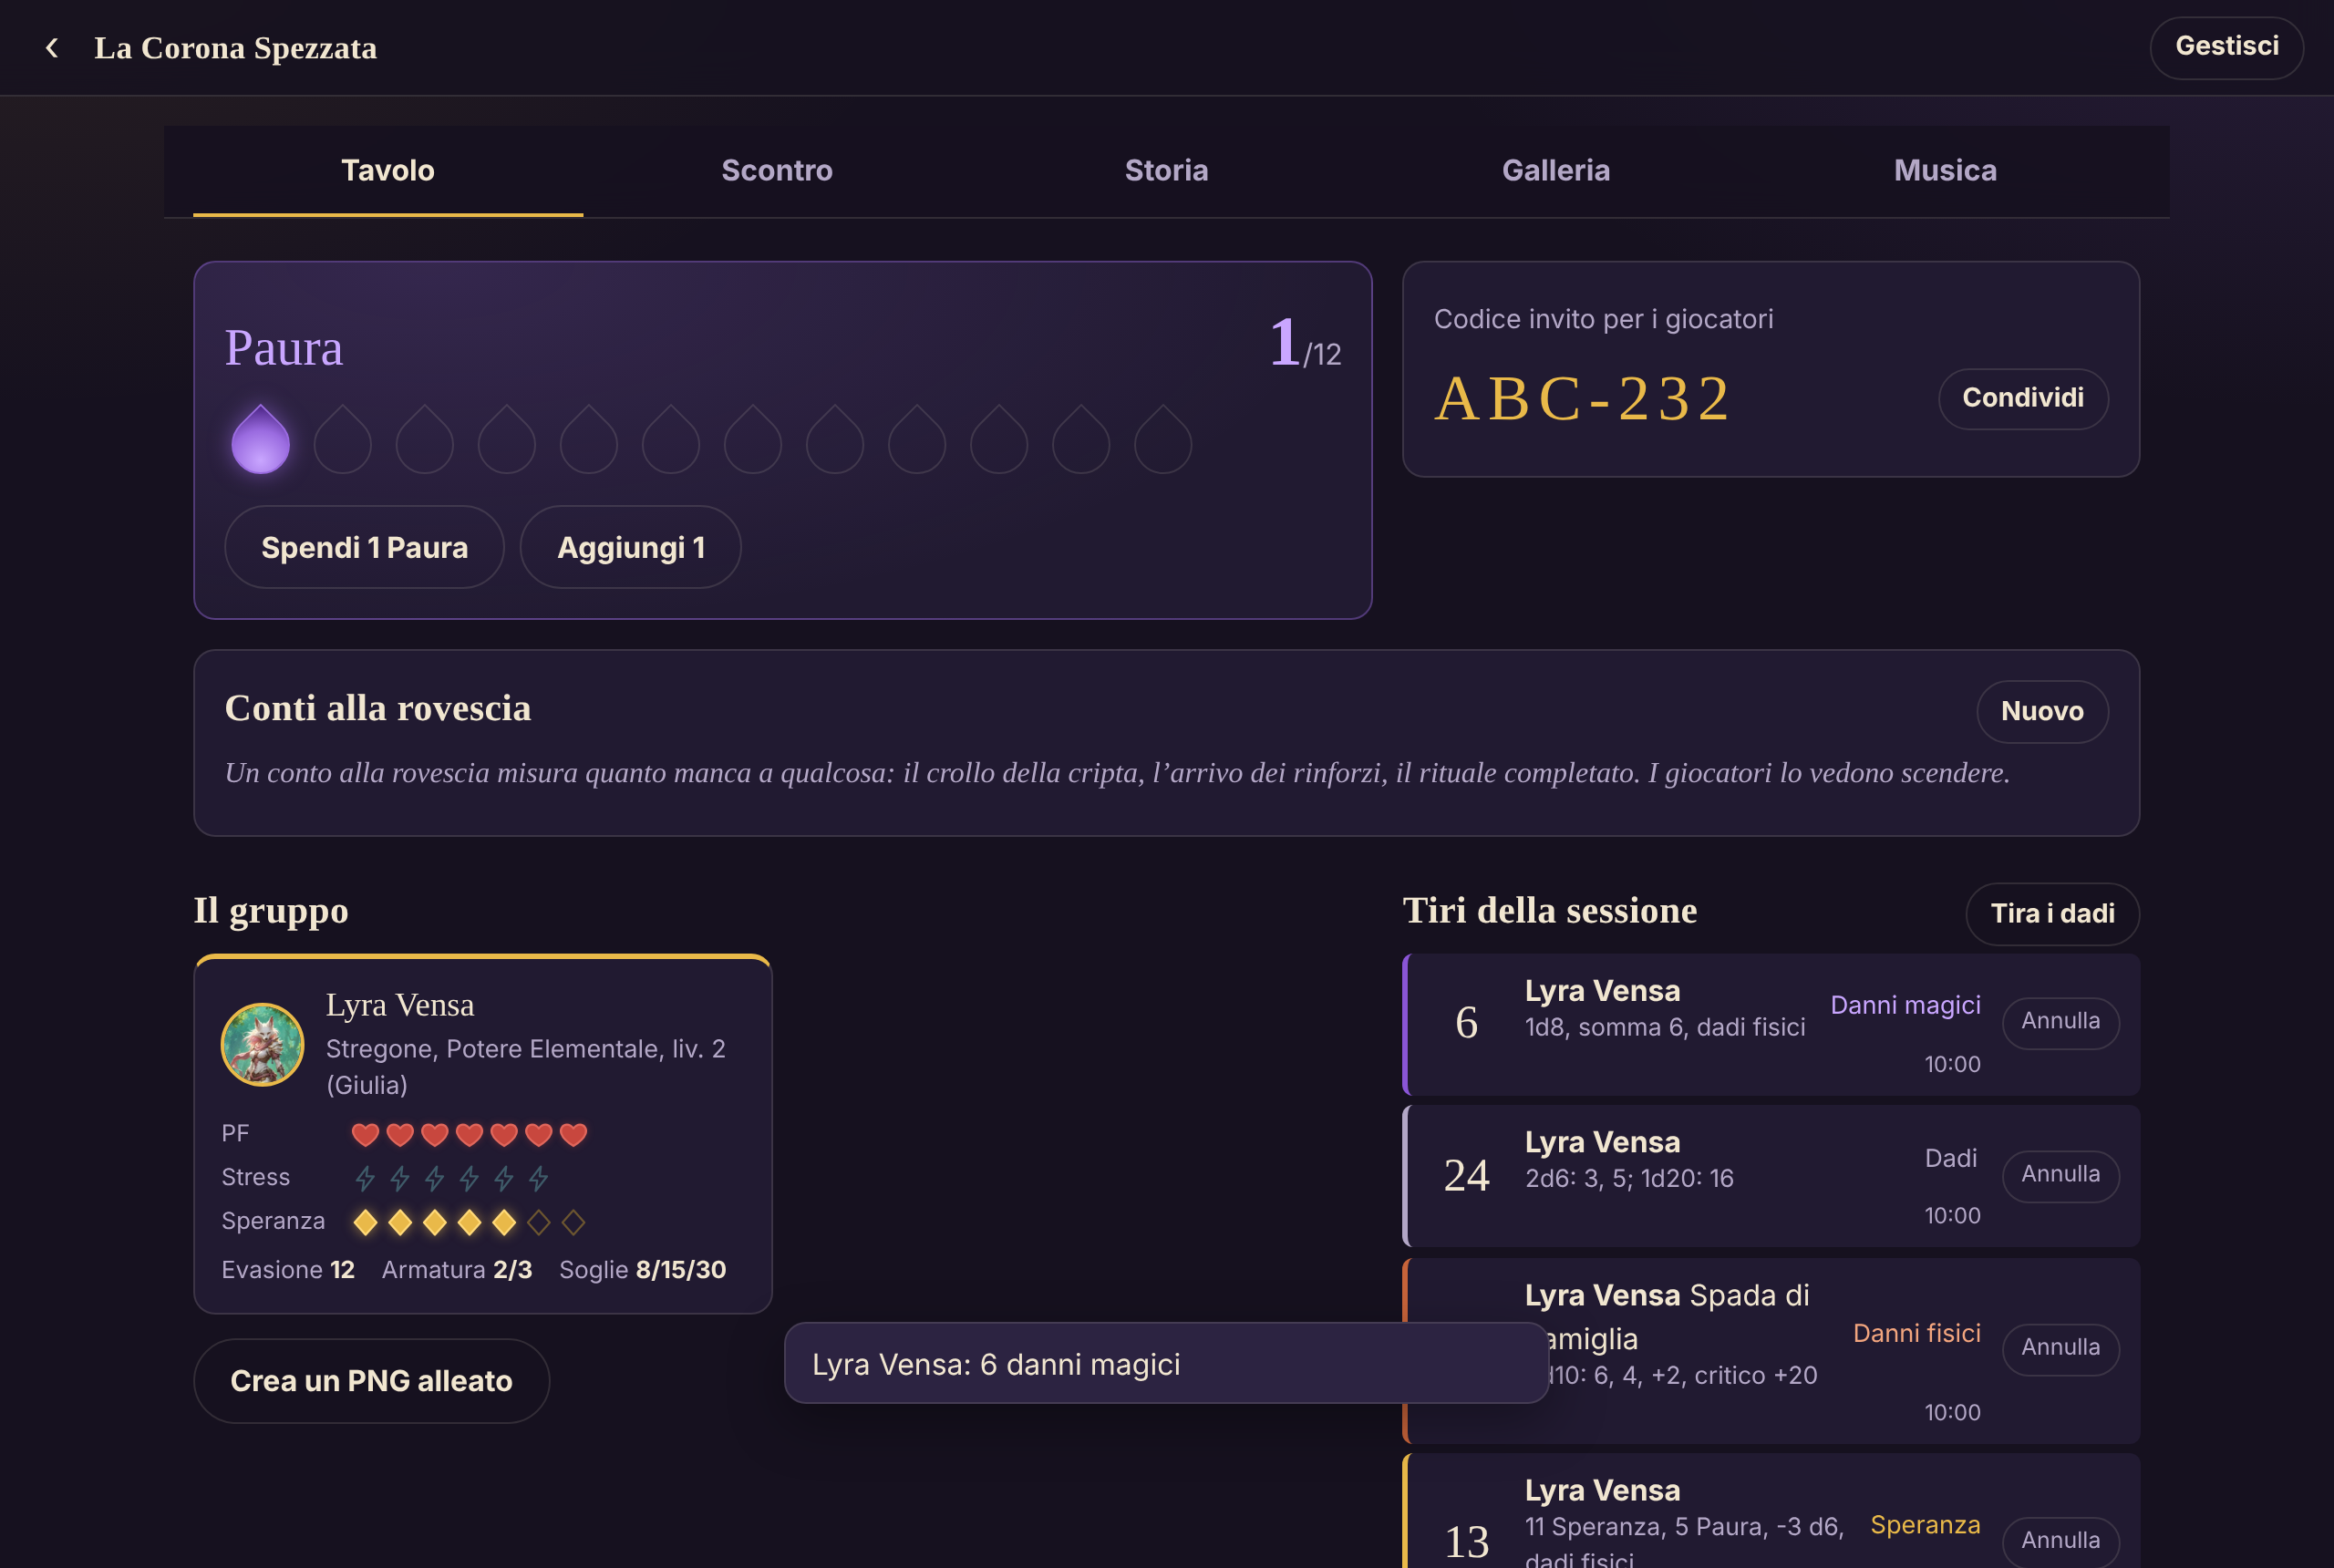 La Corona Spezzata
Gestisci
Tavolo
Scontro
Storia
Galleria
Musica
Paura
1/12
Spendi 1 Paura
Aggiungi 1
Codice invito per i giocatori
ABC-232
Condividi
Conti alla rovescia
Nuovo
Un conto alla rovescia misura quanto manca a qualcosa: il crollo della cripta, l’arrivo dei rinforzi, il rituale completato. I giocatori lo vedono scendere.
Il gruppo
Lyra Vensa
Stregone, Potere Elementale, liv. 2
(Giulia)
PF
Stress
Speranza
Evasione 12 Armatura 2/3 Soglie 8/15/30
Crea un PNG alleato
Tiri della sessione
Tira i dadi
6
Lyra Vensa
1d8, somma 6, dadi fisici
Danni magici
10:00
Annulla
24
Lyra Vensa
2d6: 3, 5; 1d20: 16
Dadi
10:00
Annulla
Lyra Vensa Spada di
amiglia
d10: 6, 4, +2, critico +20
Danni fisici
10:00
Annulla
13
Lyra Vensa
11 Speranza, 5 Paura, -3 d6,
dadi fisici
Speranza
Annulla
Lyra Vensa: 6 danni magici